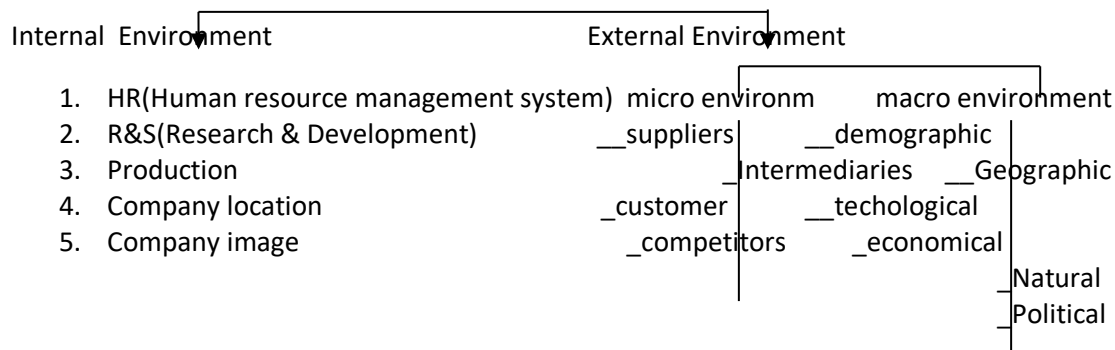 Internal Environment External Environment
1. HR(Human resource management system) micro environm macro environment
2. R&S(Research & Development) __suppliers __demographic
3. Production _Intermediaries __Geographic
4. Company location _customer __techological
5. Company image _competitors _economical
_Natural
_Political